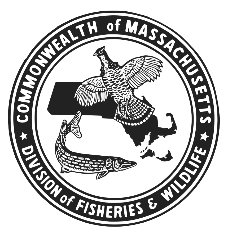 COMMONWEALTH of MASSACHUSETTS
DIVISION of FISHERIES & WILDLIFE